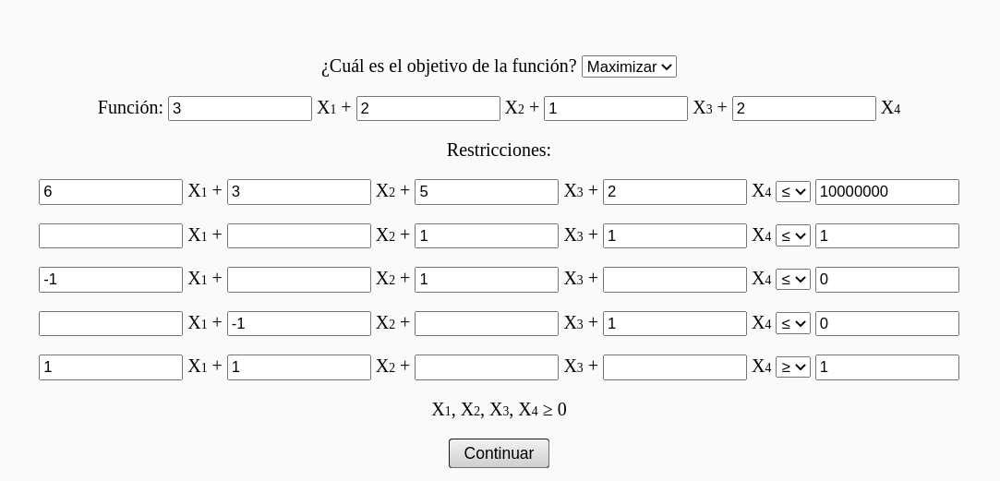 ¿Cuál es el objetivo de la función? Maximizar
Función: 3 X1 + 2 X2 + 1 X3 + 2 X4
Restricciones:
6 X1 + 3 X2 + 5 X3 + 2 X4 ≤ 10000000
X1 + X2 + 1 X3 + 1 X4 ≤ 1
-1 X1 + X2 + 1 X3 + X4 ≤ 0
X1 + -1 X2 + X3 + 1 X4 ≤ 0
1 X1 + 1 X2 + X3 + X4 ≥ 1
X1, X2, X3, X4 ≥ 0
Continuar